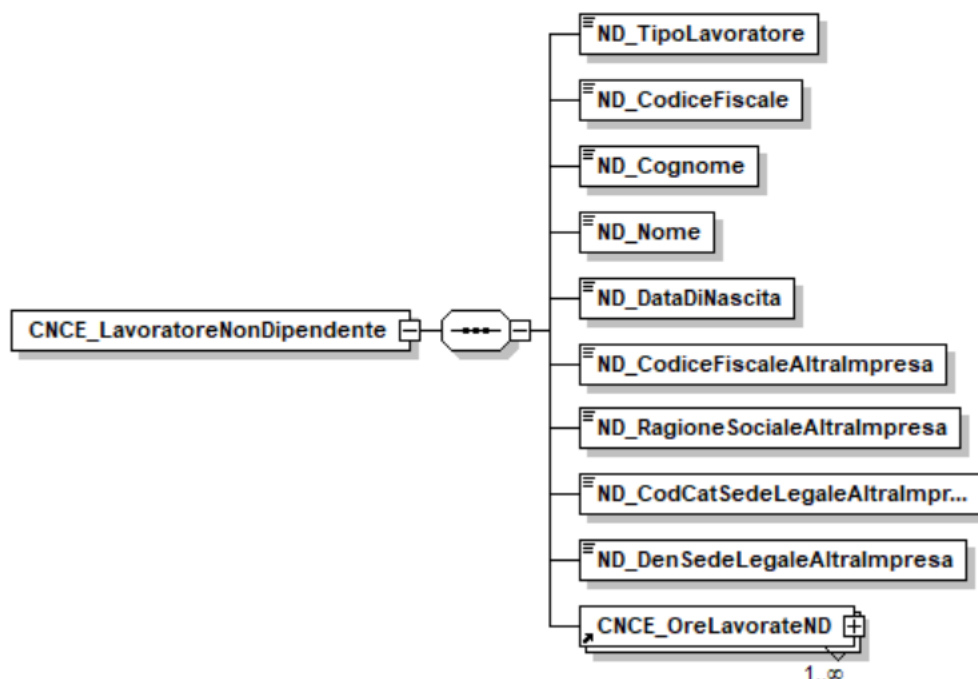 ND_TipoLavoratore
ND_CodiceFiscale
ND_Cognome
ND_Nome
ND_DataDiNascita
CNCE_LavoratoreNonDipendente
ND_CodiceFiscaleAltraImpresa
ND_RagioneSocialeAltraImpresa
ND_CodCatSedeLegaleAltraImpr...
ND_DenSedeLegaleAltraImpresa
CNCE_OreLavorateND
1..∞